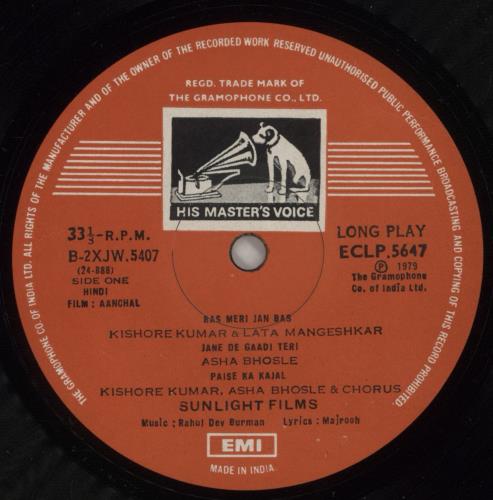 THE GRAMOPHONE CO. OF INDIA LTD. ALL RIGHTS OF THE MANUFACTURER AND OF THE OWNER OF THE RECORDED WORK RESERVED UNAUTHORISED PUBLIC PERFORMANCE BROADCASTING AND COPYING OF THIS RECORD PROHIBITED.
REGD. TRADE MARK OF
THE GRAMOPHONE CO., LTD.
HIS MASTER'S VOICE
33⅓-R.P.M.
B-2XJW.5407
(24-888)
SIDE ONE
HINDI
FILM : AANCHAL
LONG PLAY
ECLP.5647
Ⓟ 1979
The Gramophone
Co. of India Ltd.
BAS MERI JAN BAS
KISHORE KUMAR & LATA MANGESHKAR
JANE DE GAADI TERI
ASHA BHOSLE
PAISE KA KAJAL
KISHORE KUMAR, ASHA BHOSLE & CHORUS
SUNLIGHT FILMS
Music : Rahul Dev Burman Lyrics : Majrooh
EMI
MADE IN INDIA.